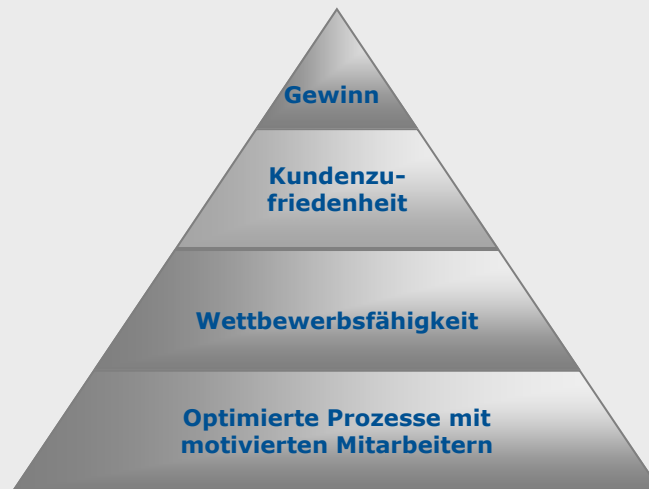 Gewinn
Kundenzu-
friedenheit
Wettbewerbsfähigkeit
Optimierte Prozesse mit
motivierten Mitarbeitern